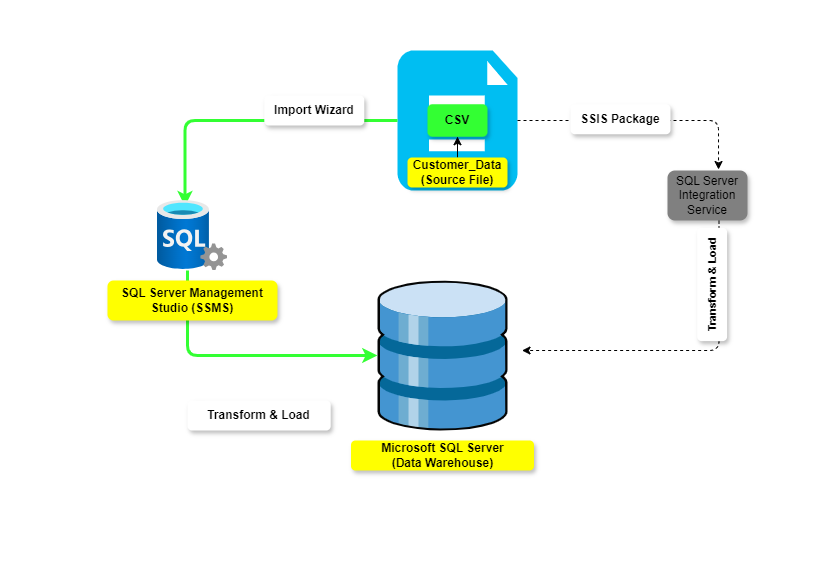 Import Wizard
CSV
SSIS Package
Customer_Data
(Source File)
SQL Server
Integration
Service
SQL
Transform & Load
SQL Server Management
Studio (SSMS)
Transform & Load
Microsoft SQL Server
(Data Warehouse)